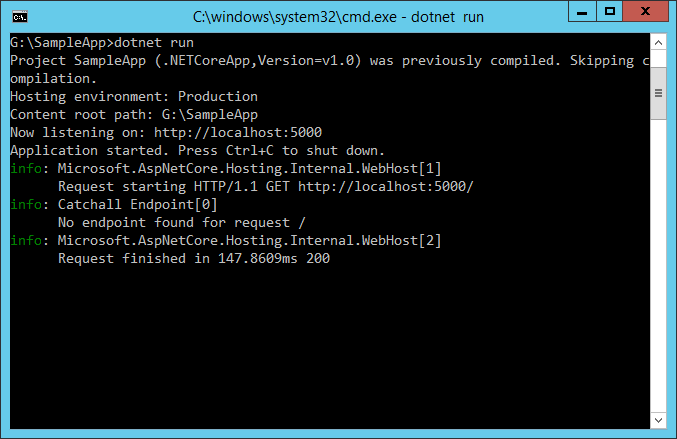 C:\windows\system32\cmd.exe - dotnet  run
G:\SampleApp>dotnet run
Project SampleApp (.NETCoreApp,Version=v1.0) was previously compiled. Skipping c
ompilation.
Hosting environment: Production
Content root path: G:\SampleApp
Now listening on: http://localhost:5000
Application started. Press Ctrl+C to shut down.
info: Microsoft.AspNetCore.Hosting.Internal.WebHost[1]
      Request starting HTTP/1.1 GET http://localhost:5000/
info: Catchall Endpoint[0]
      No endpoint found for request /
info: Microsoft.AspNetCore.Hosting.Internal.WebHost[2]
      Request finished in 147.8609ms 200